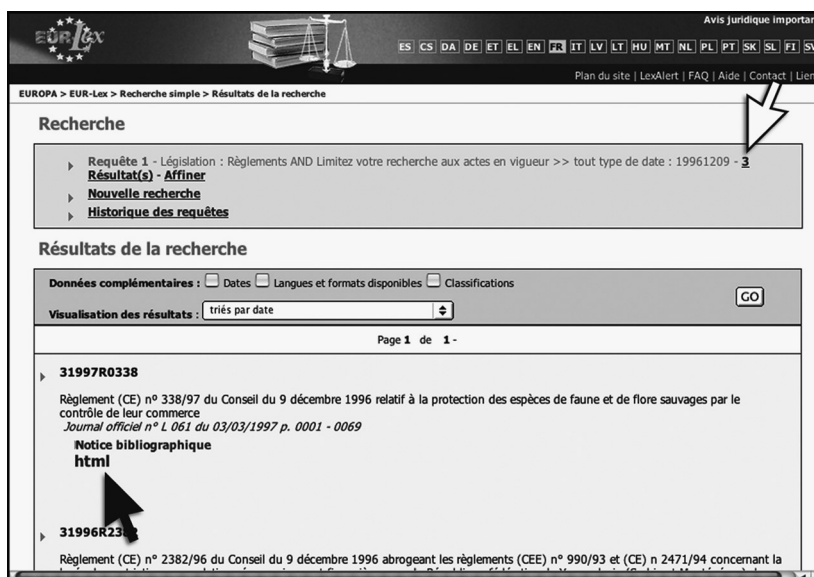 Avis juridique importan
EUR-Lex
ES CS DA DE ET EL EN FR IT LV LT HU MT NL PL PT SK SL FI SV
Plan du site | LexAlert | FAQ | Aide | Contact | Lien
EUROPA > EUR-Lex > Recherche simple > Résultats de la recherche
Recherche
Requête 1 - Législation : Règlements AND Limitez votre recherche aux actes en vigueur >> tout type de date : 19961209 - 3
Résultat(s) - Affiner
Nouvelle recherche
Historique des requêtes
Résultats de la recherche
Données complémentaires : Dates Langues et formats disponibles Classifications
GO
Visualisation des résultats : triés par date
Page 1 de 1 -
31997R0338
Règlement (CE) nº 338/97 du Conseil du 9 décembre 1996 relatif à la protection des espèces de faune et de flore sauvages par le
contrôle de leur commerce
Journal officiel n° L 061 du 03/03/1997 p. 0001 - 0069
Notice bibliographique
html
31996R2382
Règlement (CE) nº 2382/96 du Conseil du 9 décembre 1996 abrogeant les règlements (CEE) n° 990/93 et (CE) n 2471/94 concernant la